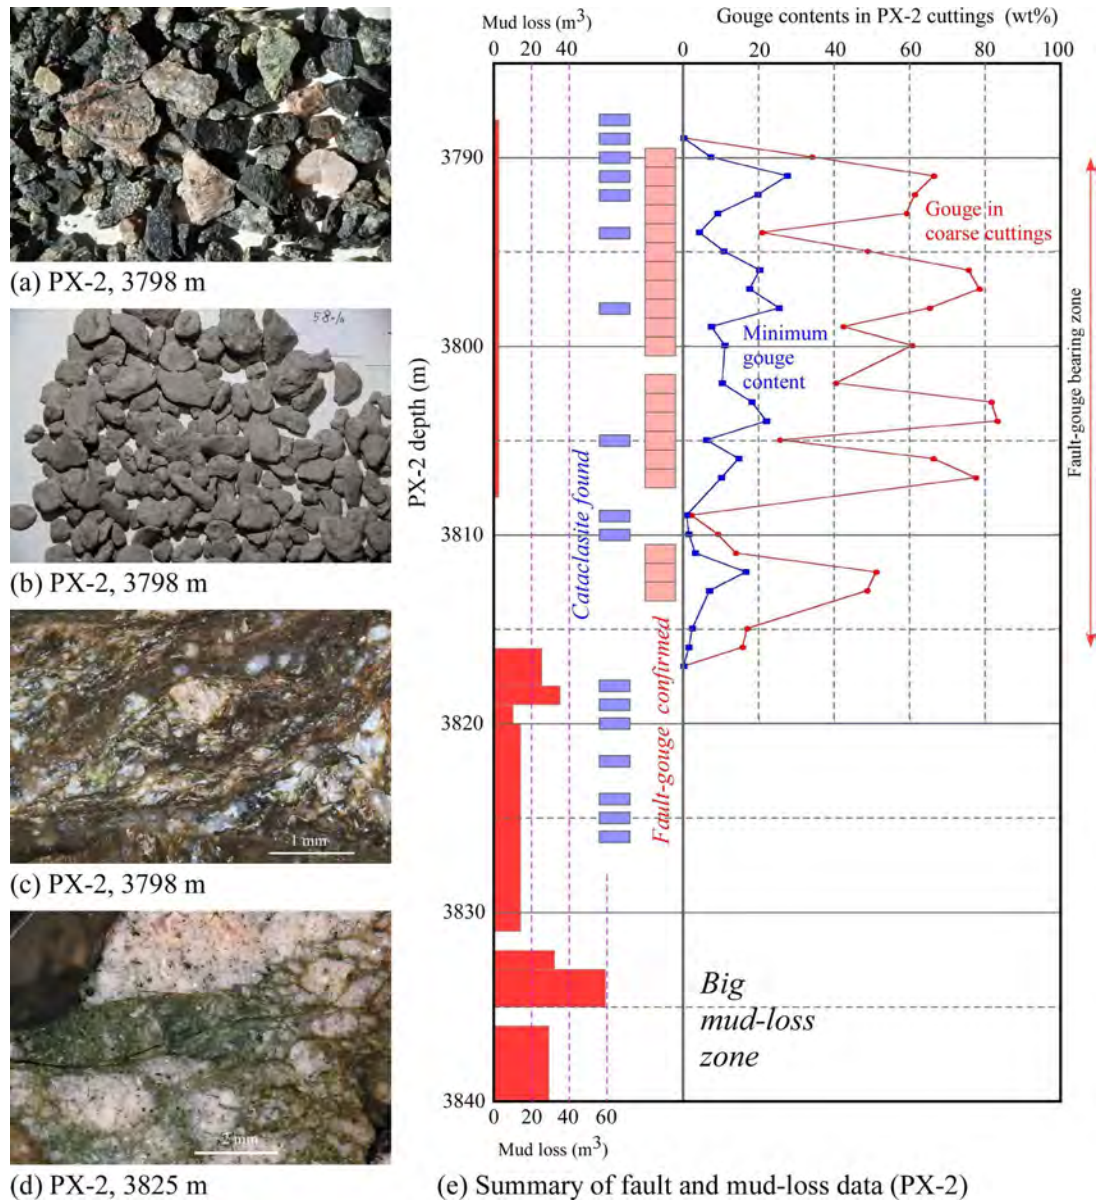 (a) PX-2, 3798 m
58-10
(b) PX-2, 3798 m
1 mm
(c) PX-2, 3798 m
2 mm
(d) PX-2, 3825 m
Mud loss (m³)
0 20 40
Gouge contents in PX-2 cuttings (wt%)
0 20 40 60 80 100
PX-2 depth (m)
3790
3800
3810
3820
3830
3840
Cataclasite found
Fault-gouge confirmed
Gouge in
coarse cuttings
Minimum
gouge
content
Fault-gouge bearing zone
Big
mud-loss
zone
0 20 40 60
Mud loss (m³)
(e) Summary of fault and mud-loss data (PX-2)